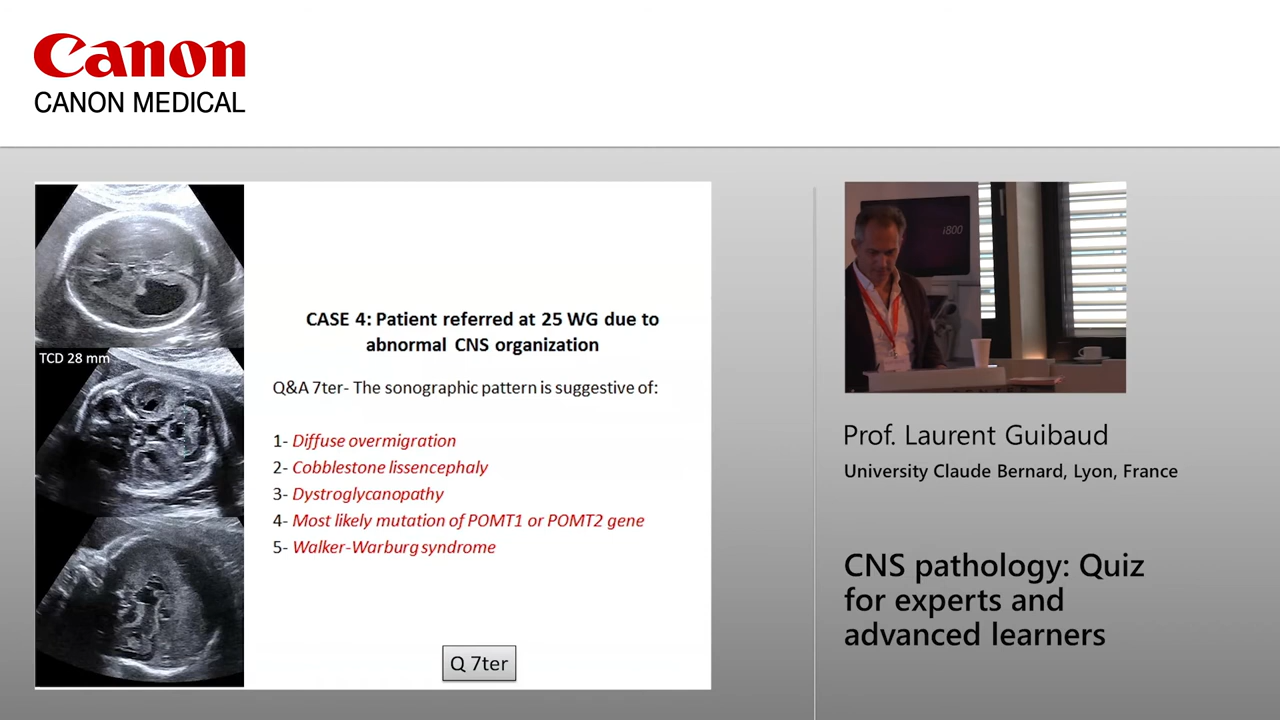 Canon
CANON MEDICAL
TCD 28 mm
CASE 4: Patient referred at 25 WG due to
abnormal CNS organization
Q&A 7ter- The sonographic pattern is suggestive of:
1- Diffuse overmigration
2- Cobblestone lissencephaly
3- Dystroglycanopathy
4- Most likely mutation of POMT1 or POMT2 gene
5- Walker-Warburg syndrome
Q 7ter
i800
Prof. Laurent Guibaud
University Claude Bernard, Lyon, France
CNS pathology: Quiz
for experts and
advanced learners